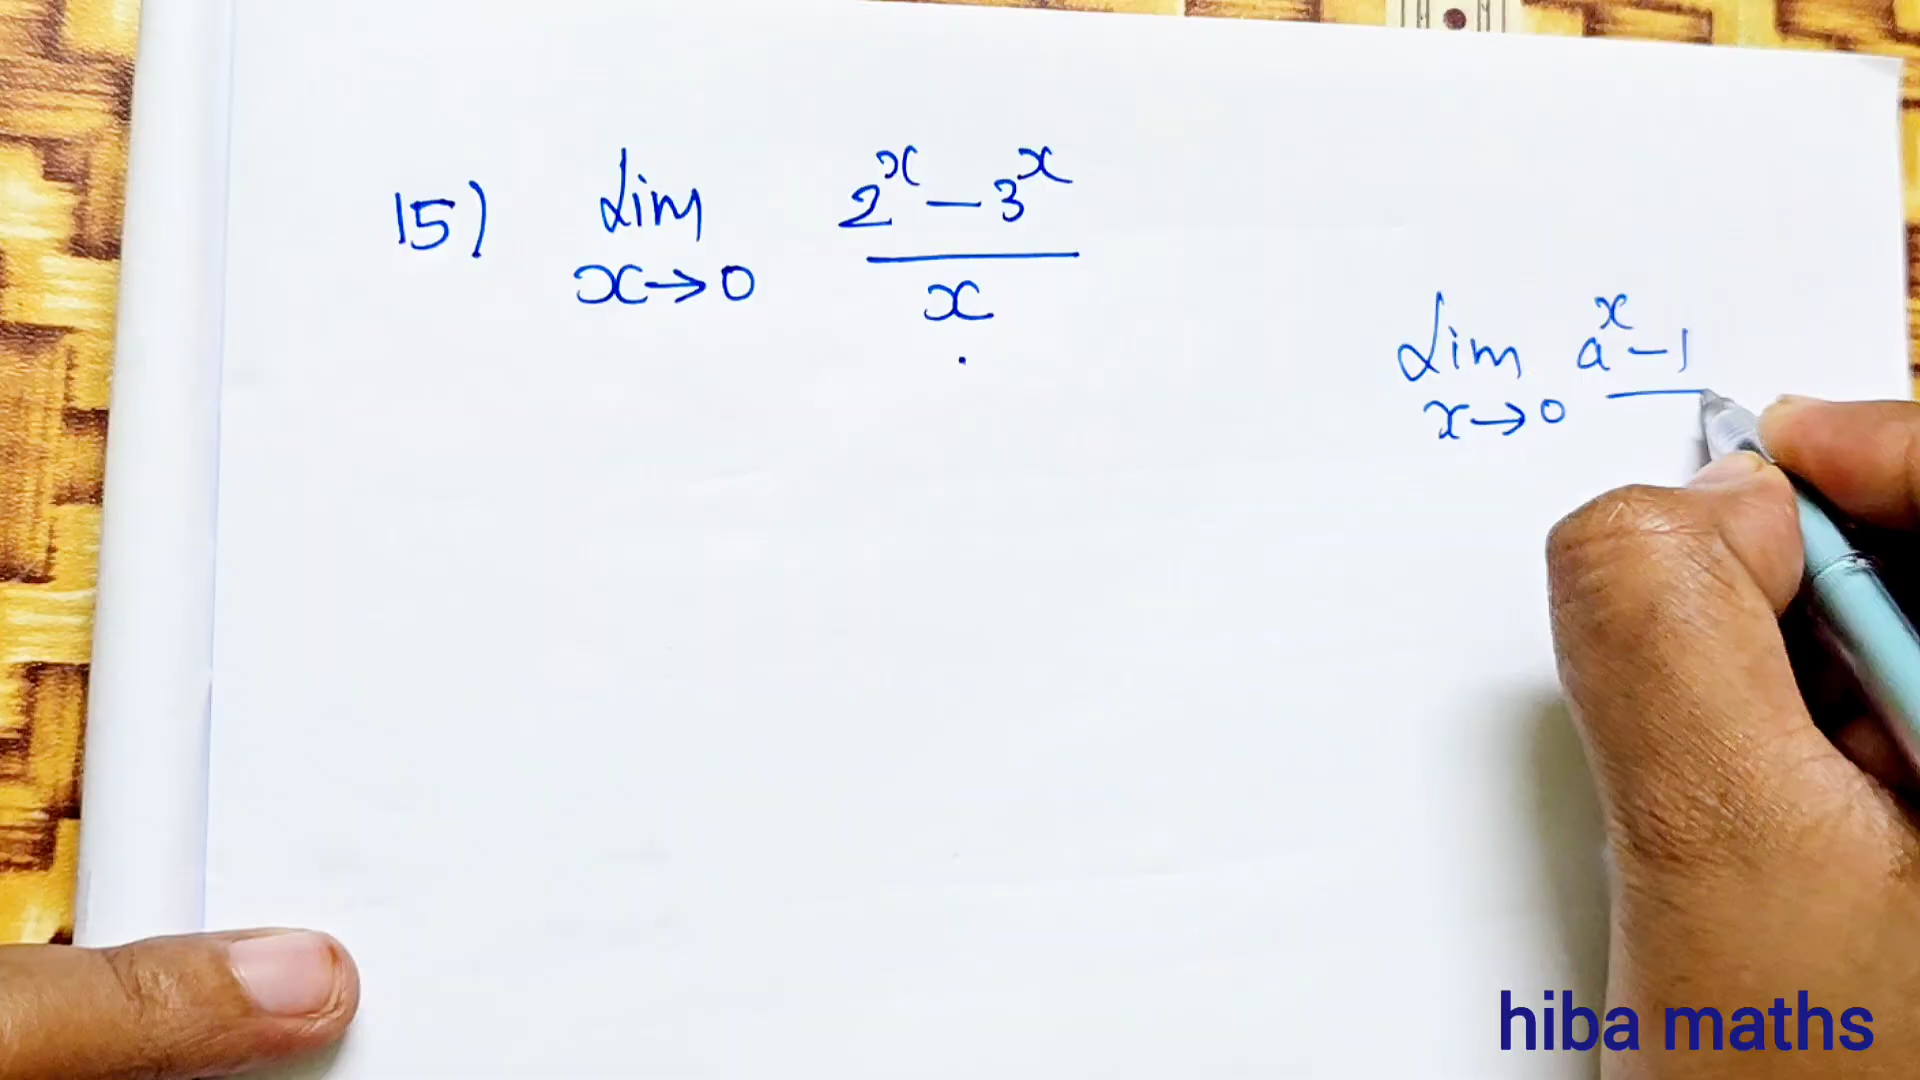 15) Lim 2^x - 3^x
x→0 x
Lim a^x - 1
x→0
hiba maths